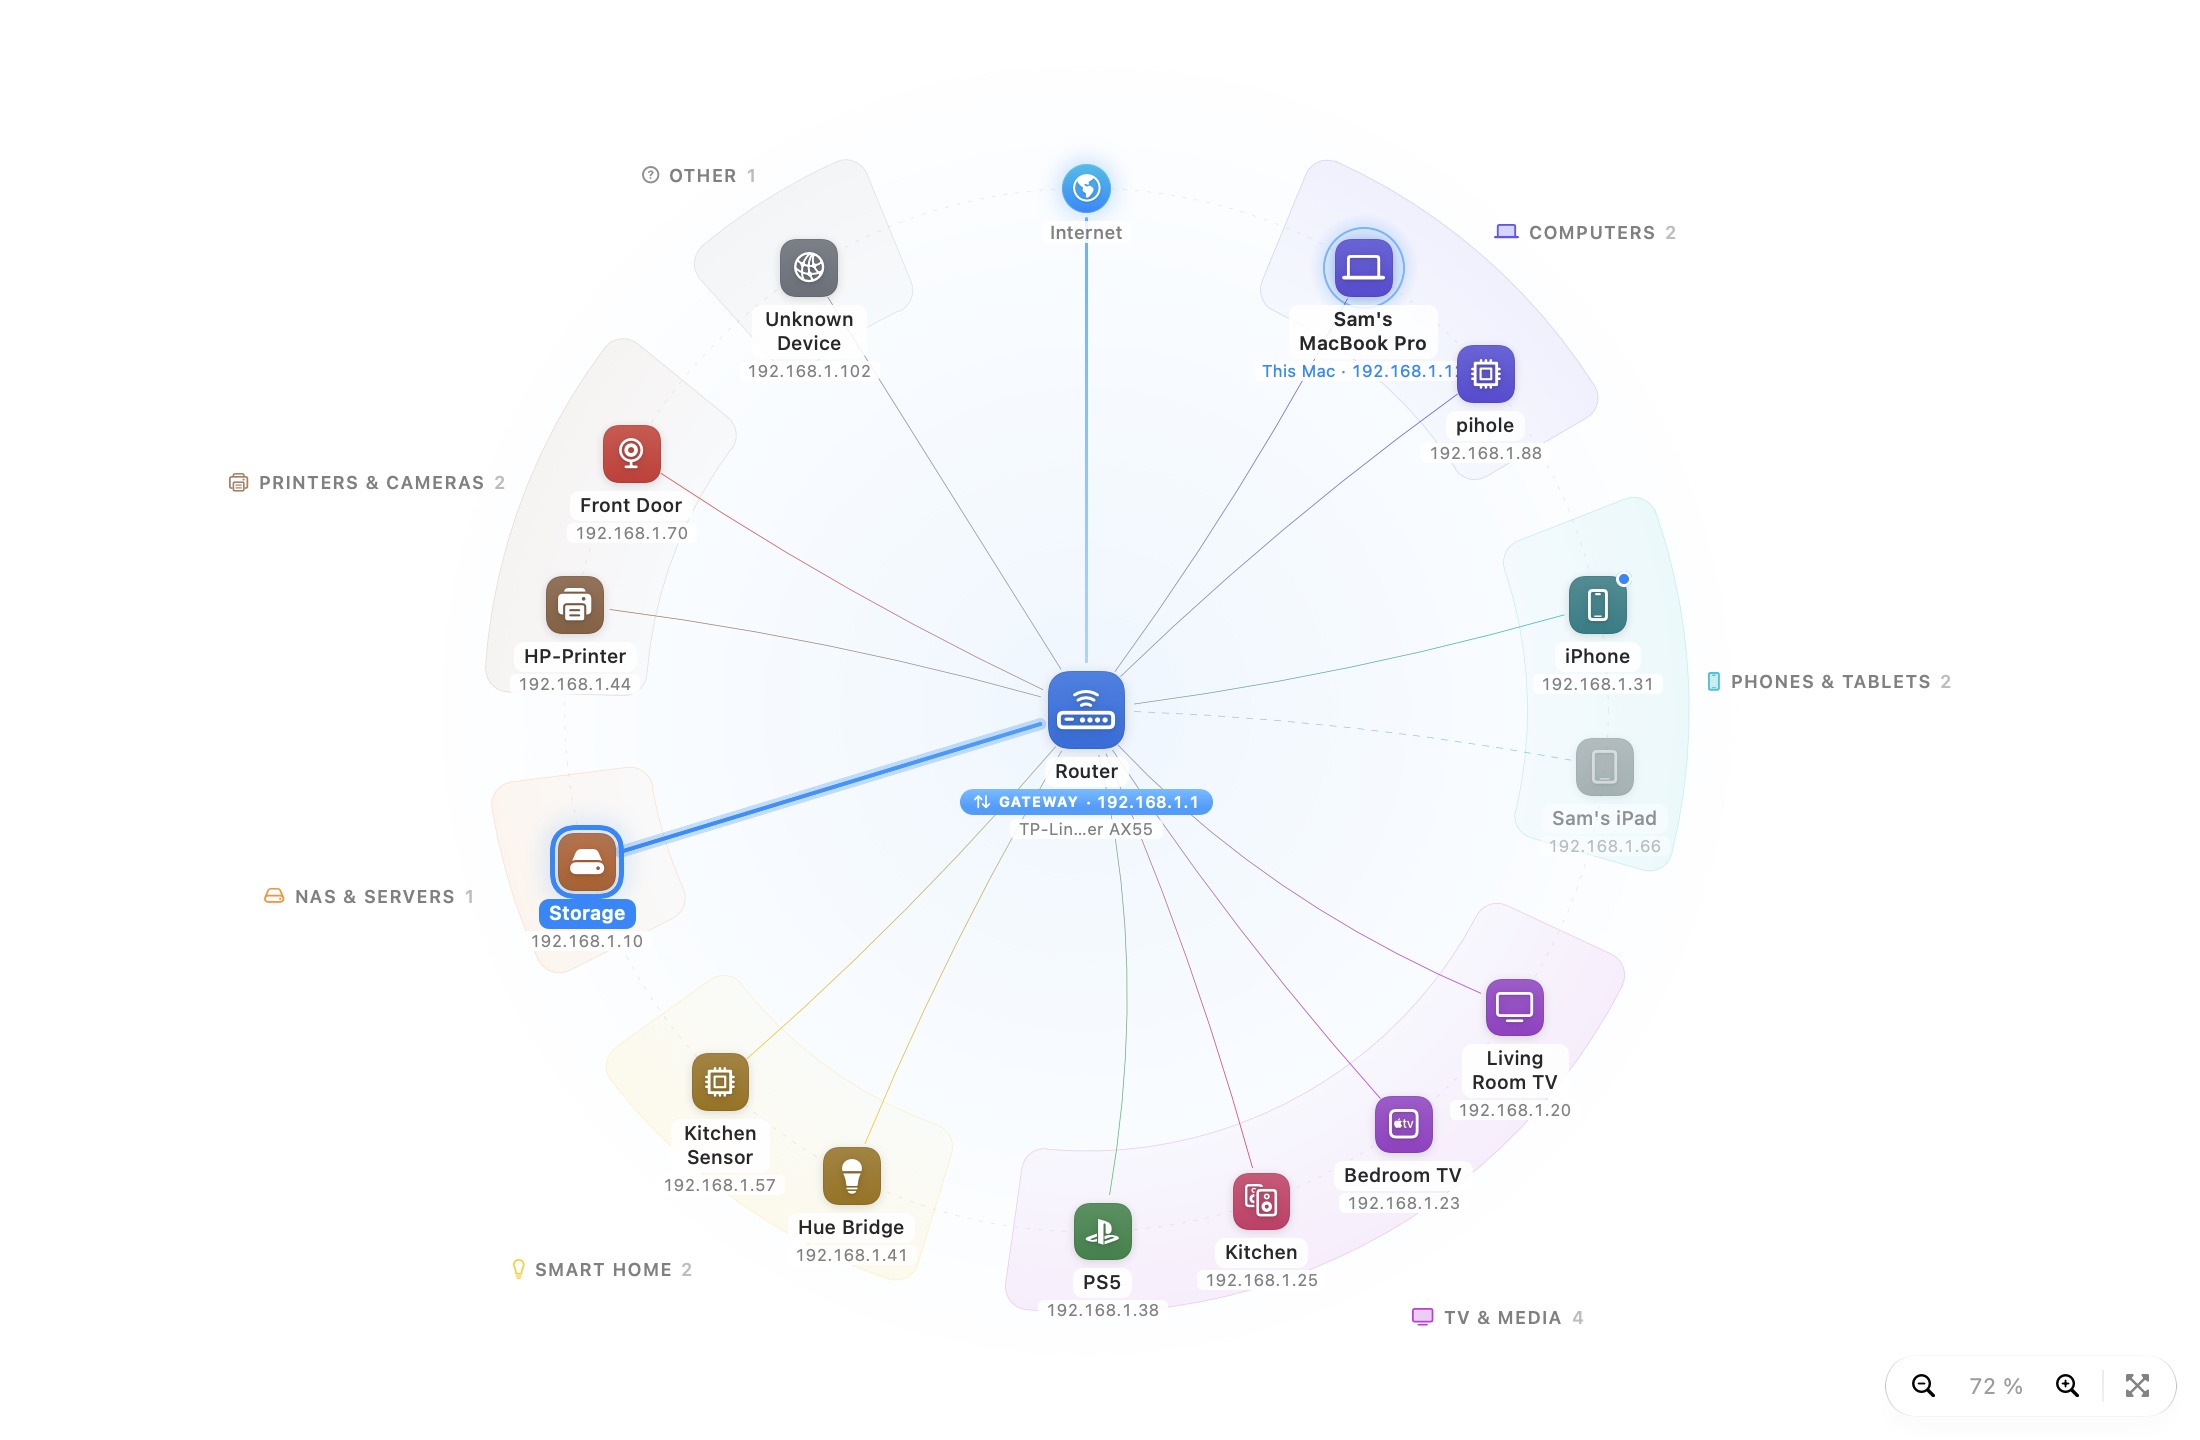 OTHER 1
Internet
COMPUTERS 2
Unknown
Device
192.168.1.102
Sam's
MacBook Pro
This Mac ·
pihole
192.168.1.88
PRINTERS & CAMERAS 2
Front Door
192.168.1.70
HP-Printer
192.168.1.44
iPhone
192.168.1.31
PHONES & TABLETS 2
Sam's iPad
192.168.1.66
Router
GATEWAY · 192.168.1.1
TP-Lin...er AX55
NAS & SERVERS 1
Storage
192.168.1.10
Living
Room TV
192.168.1.20
Kitchen
Sensor
192.168.1.57
Bedroom TV
192.168.1.23
Hue Bridge
192.168.1.41
Kitchen
192.168.1.25
PS5
192.168.1.38
SMART HOME 2
TV & MEDIA 4
tv
72 %